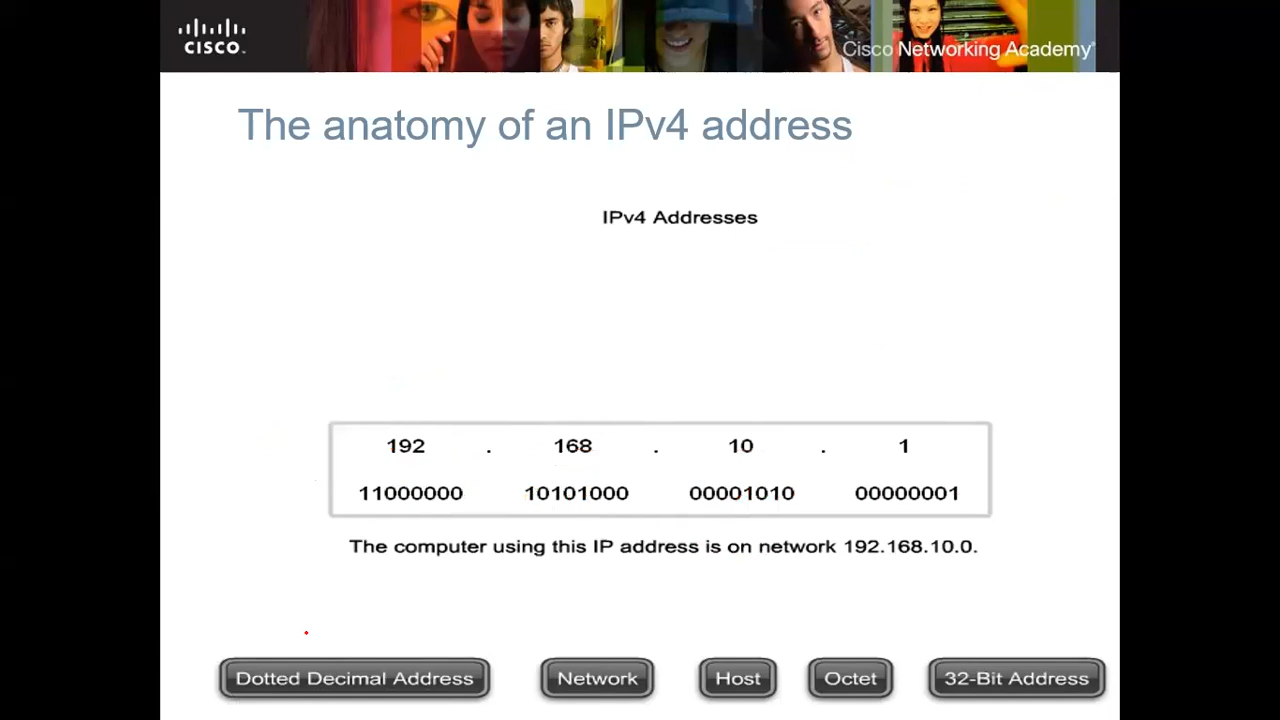 CISCO
Cisco Networking Academy®
The anatomy of an IPv4 address
IPv4 Addresses
192 . 168 . 10 . 1
11000000 10101000 00001010 00000001
The computer using this IP address is on network 192.168.10.0.
Dotted Decimal Address Network Host Octet 32-Bit Address